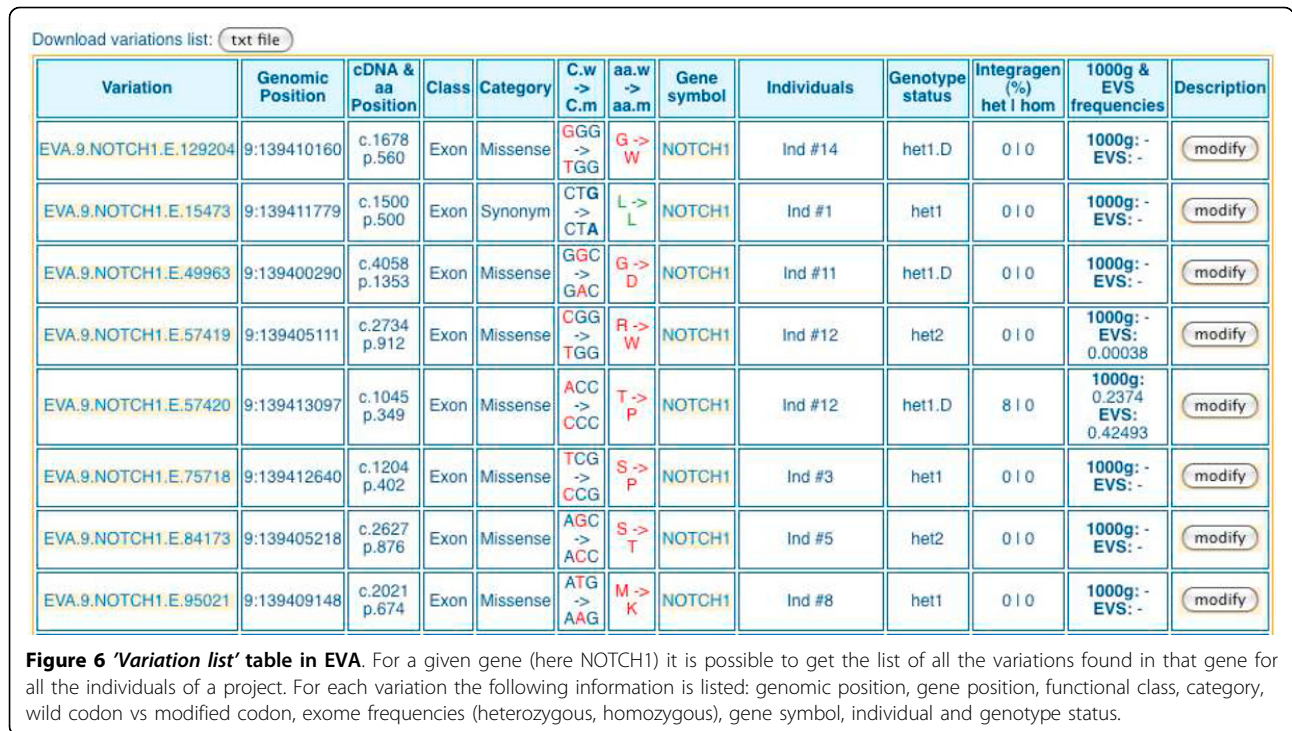 Download variations list: txt file
Variation Genomic Position cDNA & aa Position Class Category C.w -> C.m aa.w -> aa.m Gene symbol Individuals Genotype status Integragen (%) het I hom 1000g & EVS frequencies Description
EVA.9.NOTCH1.E.129204 9:139410160 c.1678 p.560 Exon Missense GGG -> TGG G -> W NOTCH1 Ind #14 het1.D 0 I 0 1000g: - EVS: - modify
EVA.9.NOTCH1.E.15473 9:139411779 c.1500 p.500 Exon Synonym CTG -> CTA L -> L NOTCH1 Ind #1 het1 0 I 0 1000g: - EVS: - modify
EVA.9.NOTCH1.E.49963 9:139400290 c.4058 p.1353 Exon Missense GGC -> GAC G -> D NOTCH1 Ind #11 het1.D 0 I 0 1000g: - EVS: - modify
EVA.9.NOTCH1.E.57419 9:139405111 c.2734 p.912 Exon Missense CGG -> TGG R -> W NOTCH1 Ind #12 het2 0 I 0 1000g: - EVS: 0.00038 modify
EVA.9.NOTCH1.E.57420 9:139413097 c.1045 p.349 Exon Missense ACC -> CCC T -> P NOTCH1 Ind #12 het1.D 8 I 0 1000g: 0.2374 EVS: 0.42493 modify
EVA.9.NOTCH1.E.75718 9:139412640 c.1204 p.402 Exon Missense TCG -> CCG S -> P NOTCH1 Ind #3 het1 0 I 0 1000g: - EVS: - modify
EVA.9.NOTCH1.E.84173 9:139405218 c.2627 p.876 Exon Missense AGC -> ACC S -> T NOTCH1 Ind #5 het2 0 I 0 1000g: - EVS: - modify
EVA.9.NOTCH1.E.95021 9:139409148 c.2021 p.674 Exon Missense ATG -> AAG M -> K NOTCH1 Ind #8 het1 0 I 0 1000g: - EVS: - modify
Figure 6 'Variation list' table in EVA. For a given gene (here NOTCH1) it is possible to get the list of all the variations found in that gene for
all the individuals of a project. For each variation the following information is listed: genomic position, gene position, functional class, category,
wild codon vs modified codon, exome frequencies (heterozygous, homozygous), gene symbol, individual and genotype status.